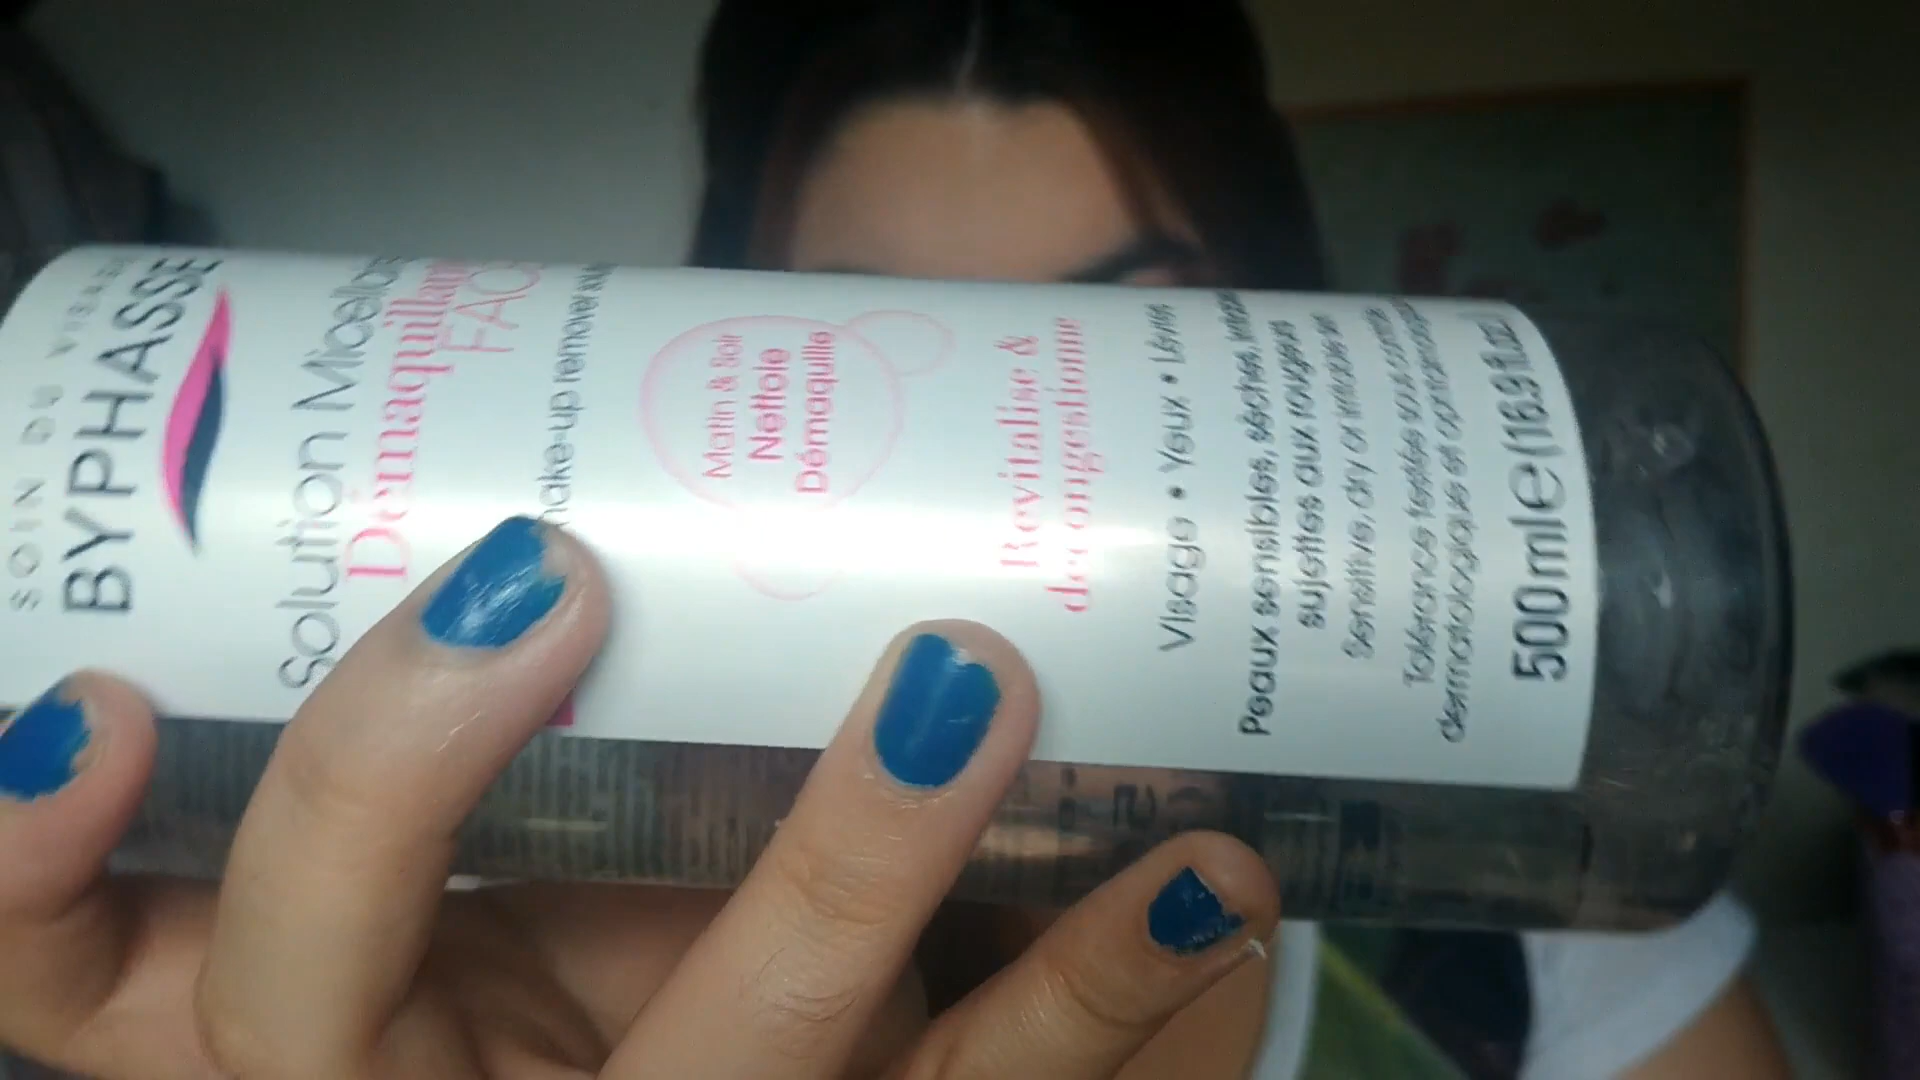 SOIN DU VISAGE
BYPHASSE
Solution Micellaire
Démaquillante
FACE
make-up remover
Matin & Soir
Nettoie
Démaquille
Revitalise &
décongestionne
Visage • Yeux • Lèvres
Peaux sensibles, sèches,
sujettes aux rougeurs
Sensitive, dry or irritable skin
Tolérance testée sous contrôle
dermatologique et
500ml e (16.9 fl.oz.)